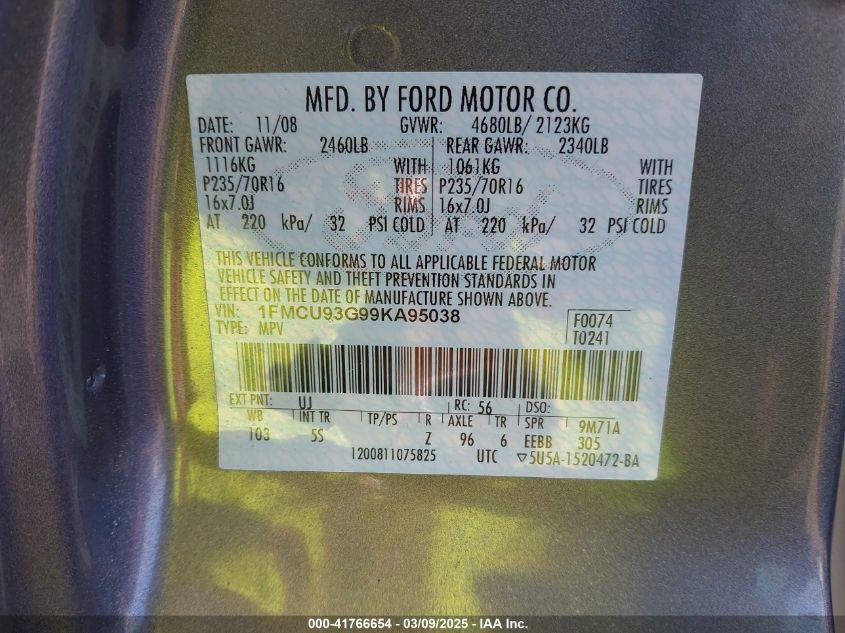 MFD. BY FORD MOTOR CO.
DATE: 11/08 GVWR: 4680LB/ 2123KG
FRONT GAWR: 2460LB REAR GAWR: 2340LB
1116KG WITH 1061KG WITH
P235/70R16 TIRES P235/70R16 TIRES
16x7.0J RIMS 16x7.0J RIMS
AT 220 kPa/ 32 PSI COLD AT 220 kPa/ 32 PSI COLD
THIS VEHICLE CONFORMS TO ALL APPLICABLE FEDERAL MOTOR
VEHICLE SAFETY AND THEFT PREVENTION STANDARDS IN
EFFECT ON THE DATE OF MANUFACTURE SHOWN ABOVE.
VIN: 1FMCU93G99KA95038
TYPE: MPV
F0074
T0241
EXT PNT: UJ RC: 56 DSO:
WB INT TR TP/PS R AXLE TR SPR 9M71A
103 5S Z 96 6 EEBB 305
1200811075825 UTC ▽5U5A-1520472-BA
000-41766654 - 03/09/2025 - IAA Inc.